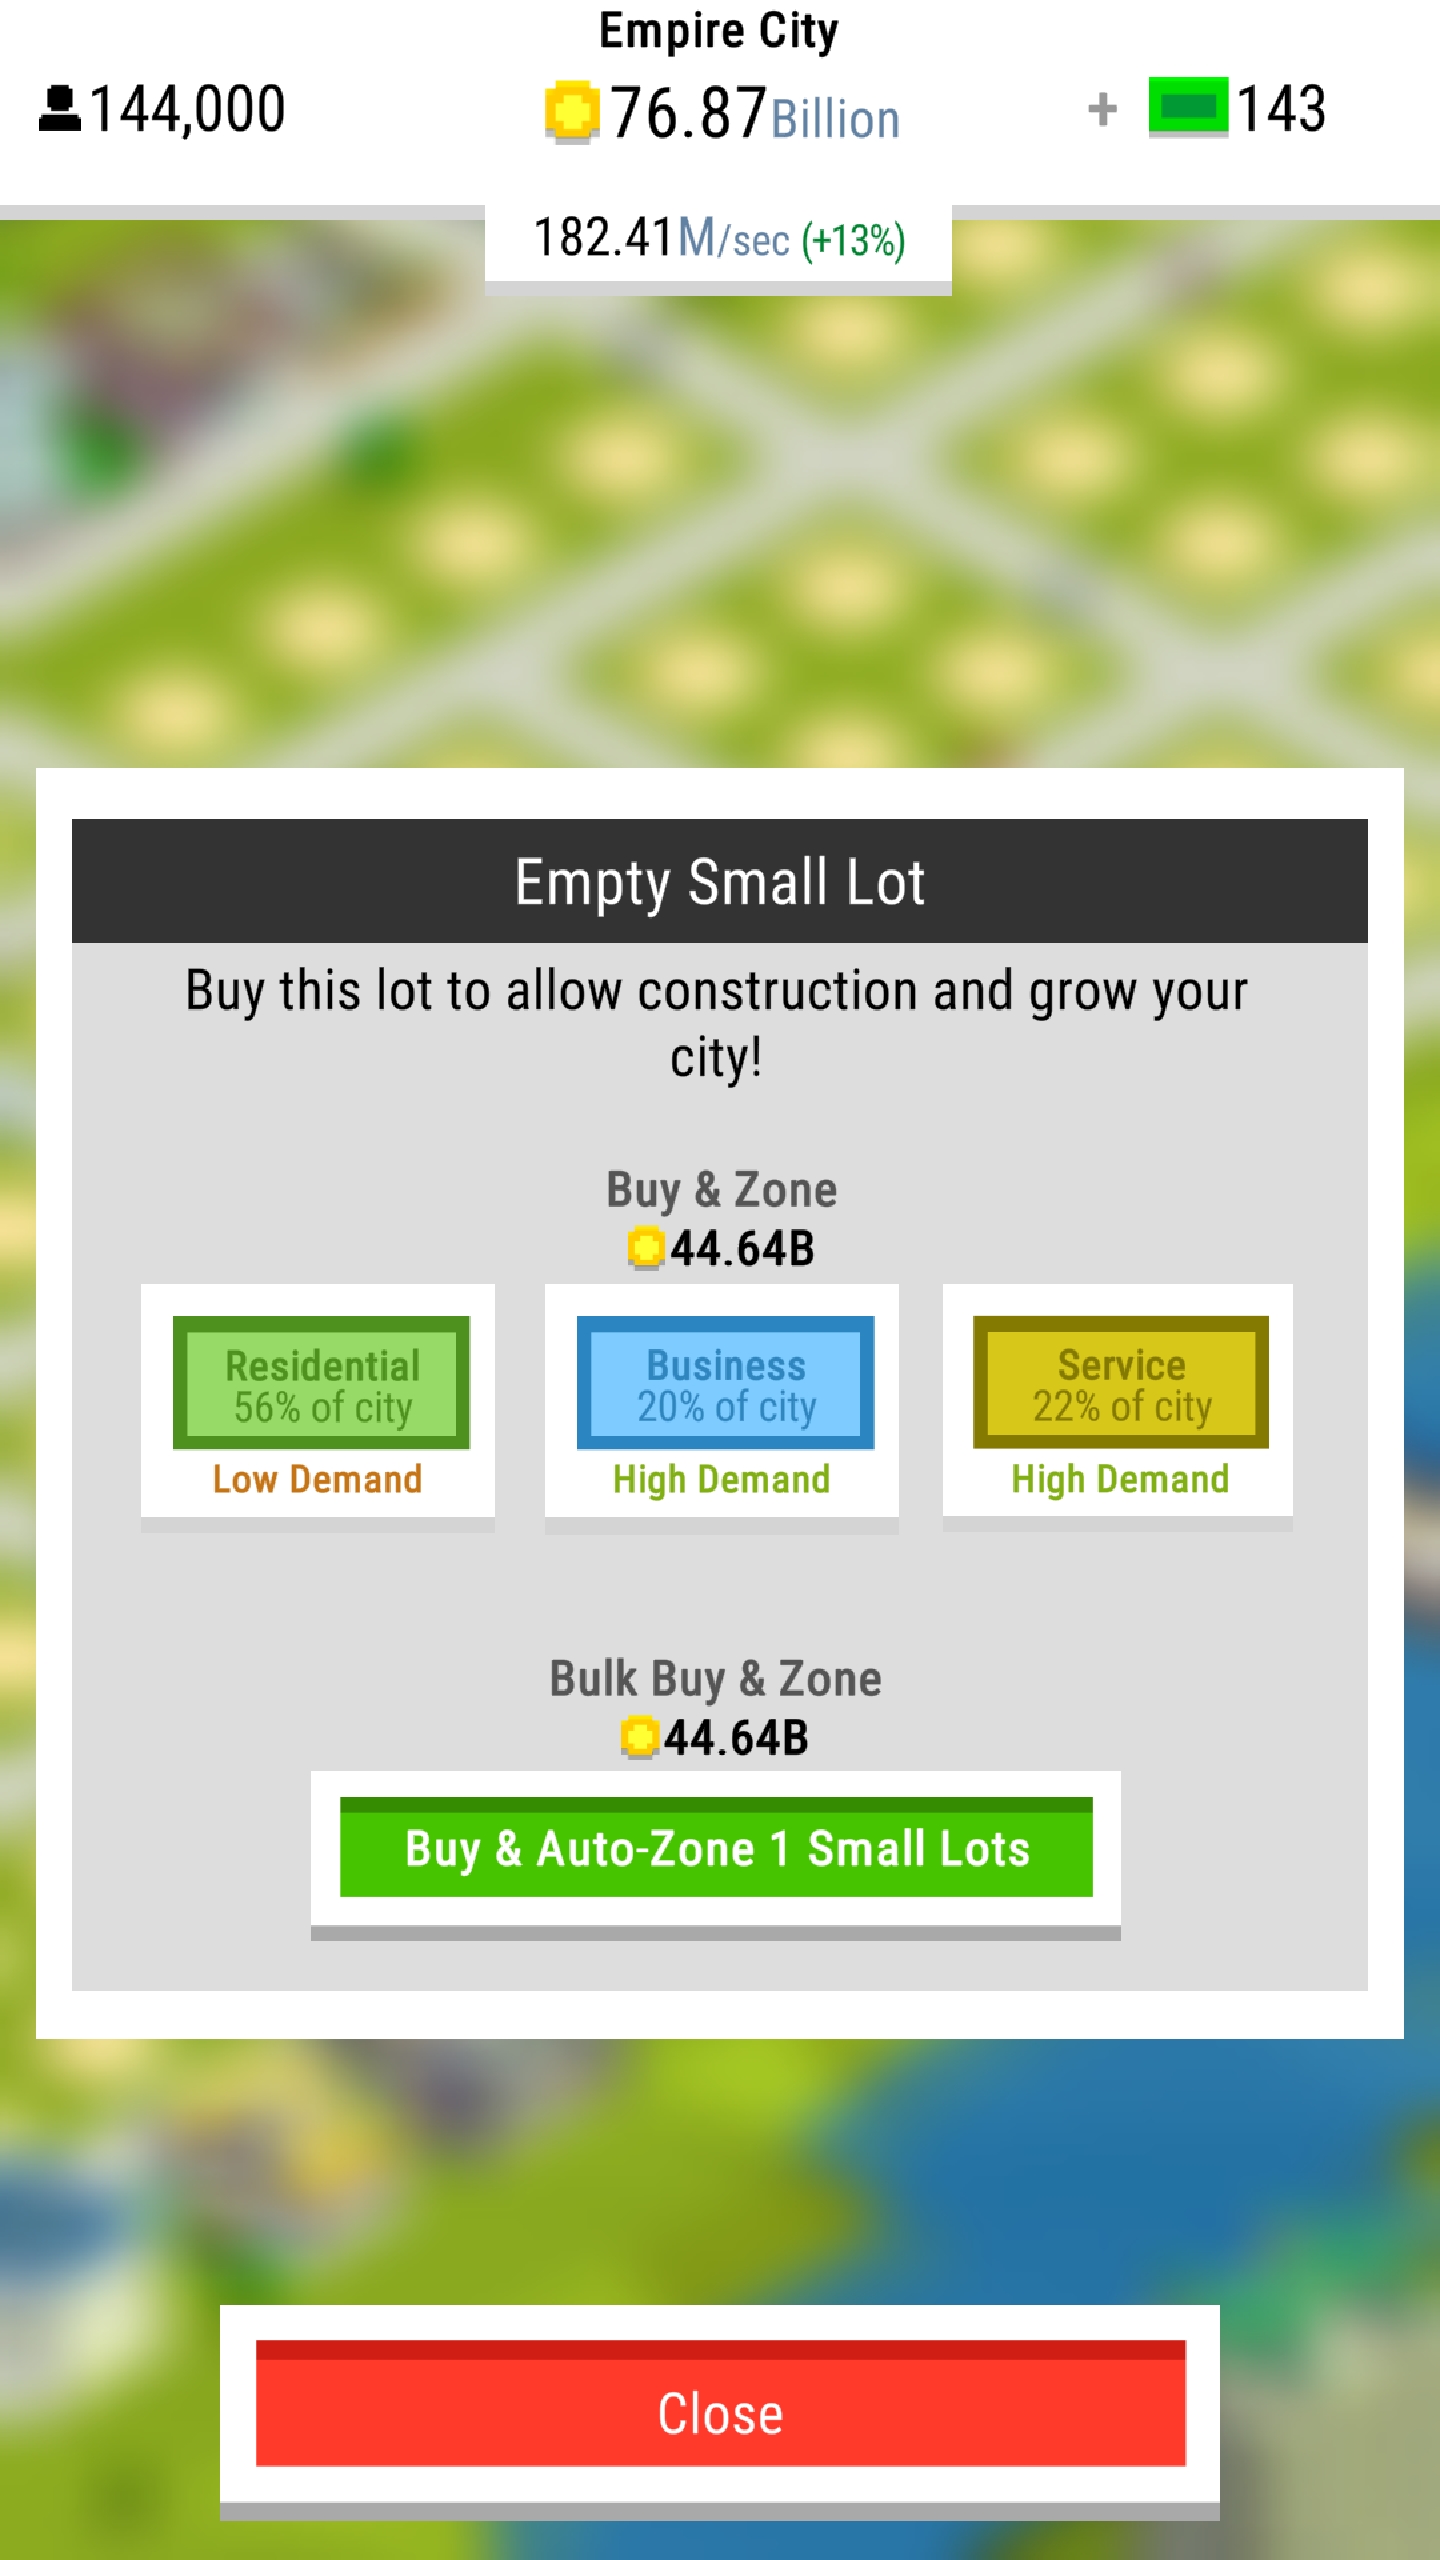 Empire City
144,000
76.87Billion
+ 143
182.41M/sec (+13%)
Empty Small Lot
Buy this lot to allow construction and grow your
city!
Buy & Zone
44.64B
Residential
56% of city
Low Demand
Business
20% of city
High Demand
Service
22% of city
High Demand
Bulk Buy & Zone
44.64B
Buy & Auto-Zone 1 Small Lots
Close